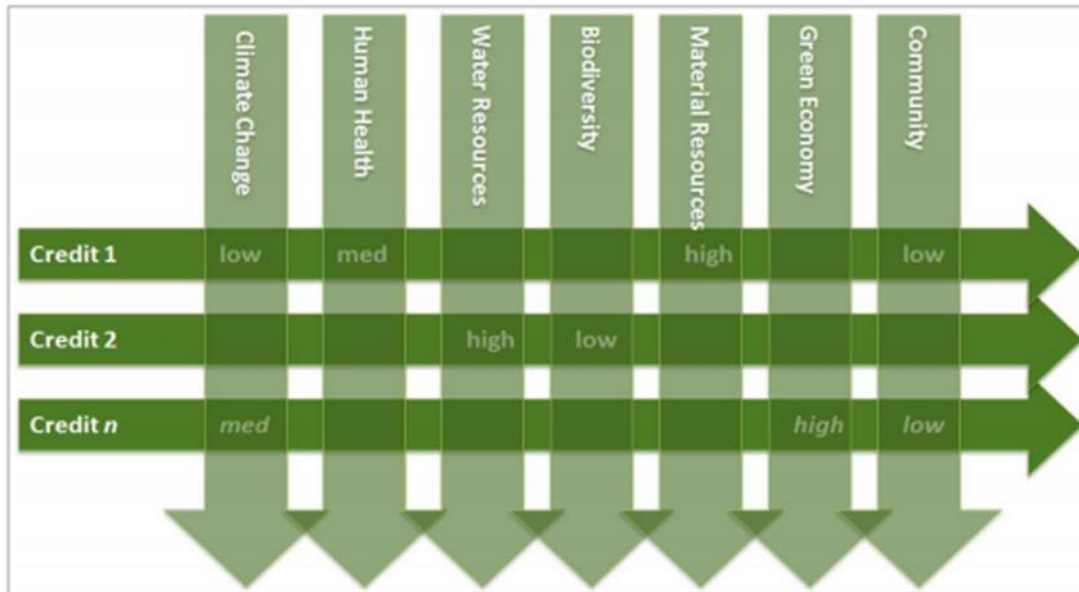 Climate Change
Human Health
Water Resources
Biodiversity
Material Resources
Green Economy
Community
Credit 1 low med high low
Credit 2 high low
Credit n med high low